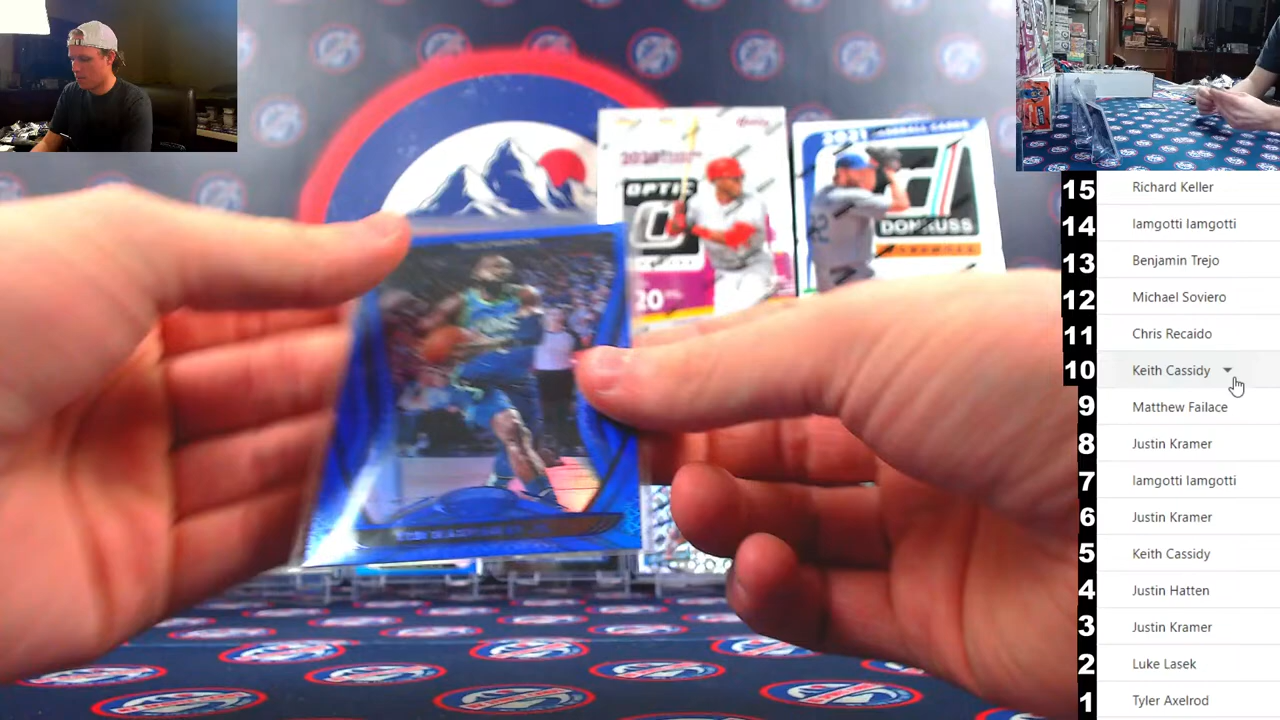 OPTIC
20
2021
DONRUSS
15 Richard Keller
14 Iamgotti Iamgotti
13 Benjamin Trejo
12 Michael Soviero
11 Chris Recaido
10 Keith Cassidy
9 Matthew Failace
8 Justin Kramer
7 Iamgotti Iamgotti
6 Justin Kramer
5 Keith Cassidy
4 Justin Hatten
3 Justin Kramer
2 Luke Lasek
1 Tyler Axelrod